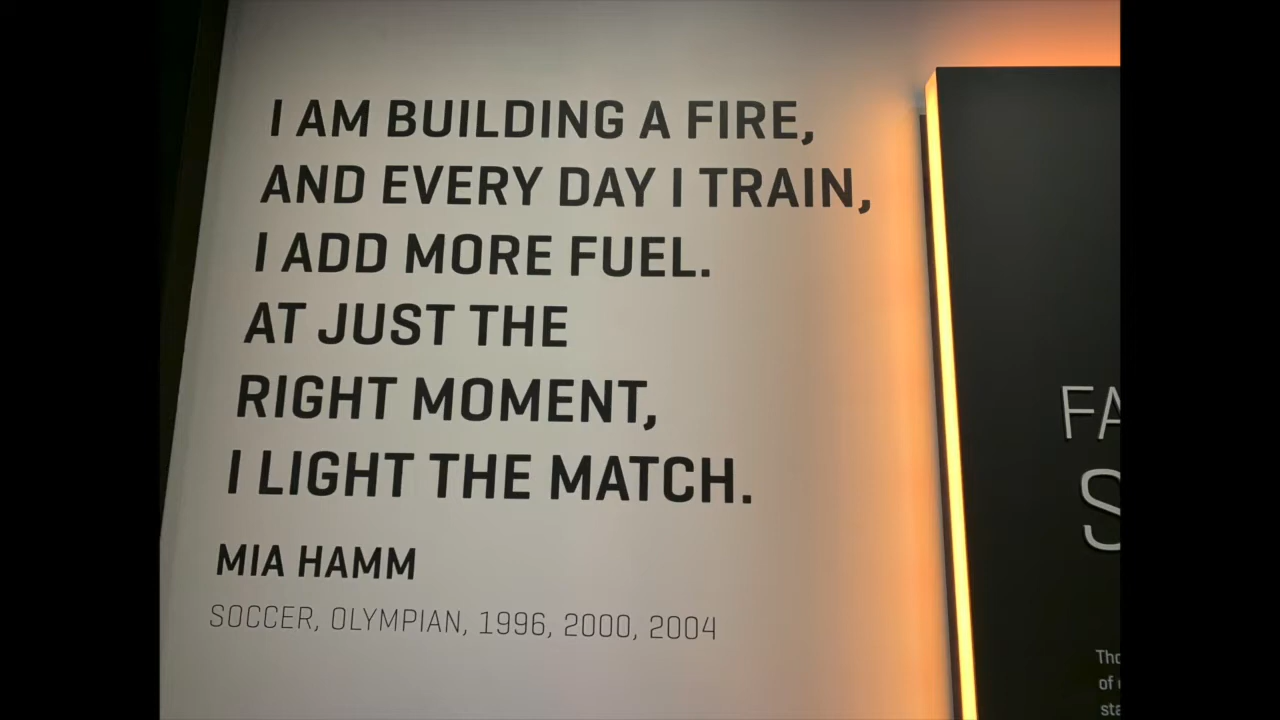 I AM BUILDING A FIRE,
AND EVERY DAY I TRAIN,
I ADD MORE FUEL.
AT JUST THE
RIGHT MOMENT,
I LIGHT THE MATCH.
MIA HAMM
SOCCER, OLYMPIAN, 1996, 2000, 2004
of